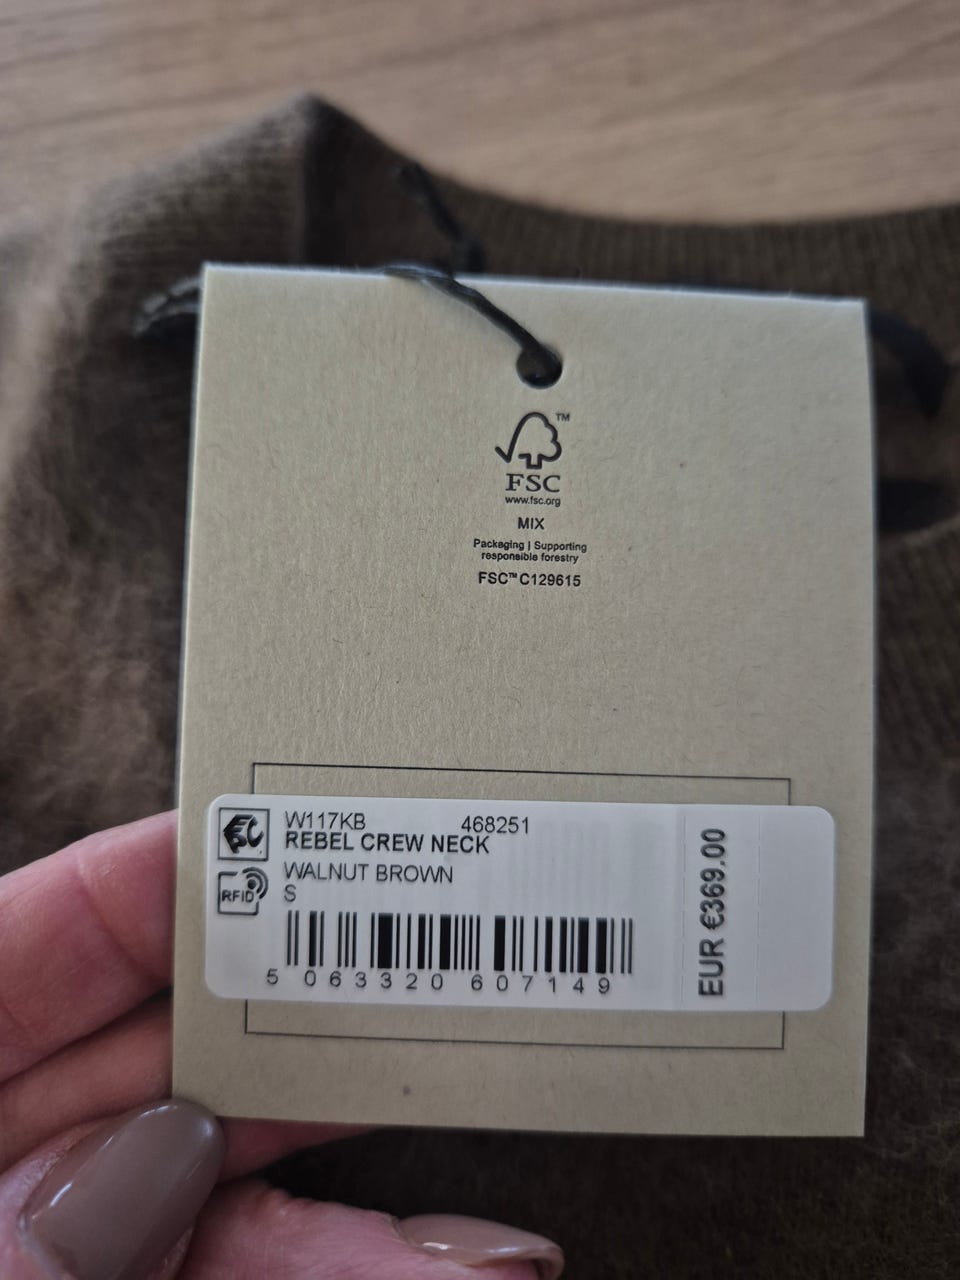 TM
FSC
www.fsc.org
MIX
Packaging | Supporting
responsible forestry
FSC™ C129615
W117KB 468251
REBEL CREW NECK
WALNUT BROWN
S
RFID
5 063320 607149
EUR €369.00